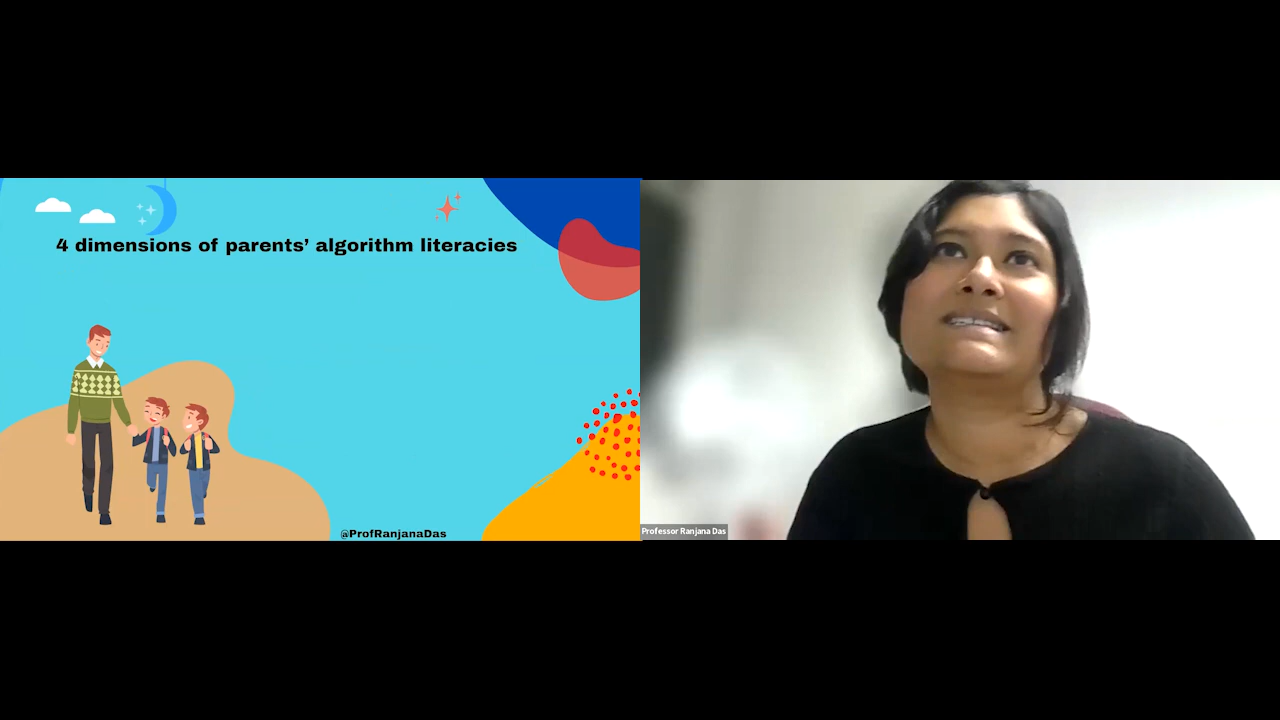 4 dimensions of parents’ algorithm literacies
@ProfRanjanaDas
Professor Ranjana Das